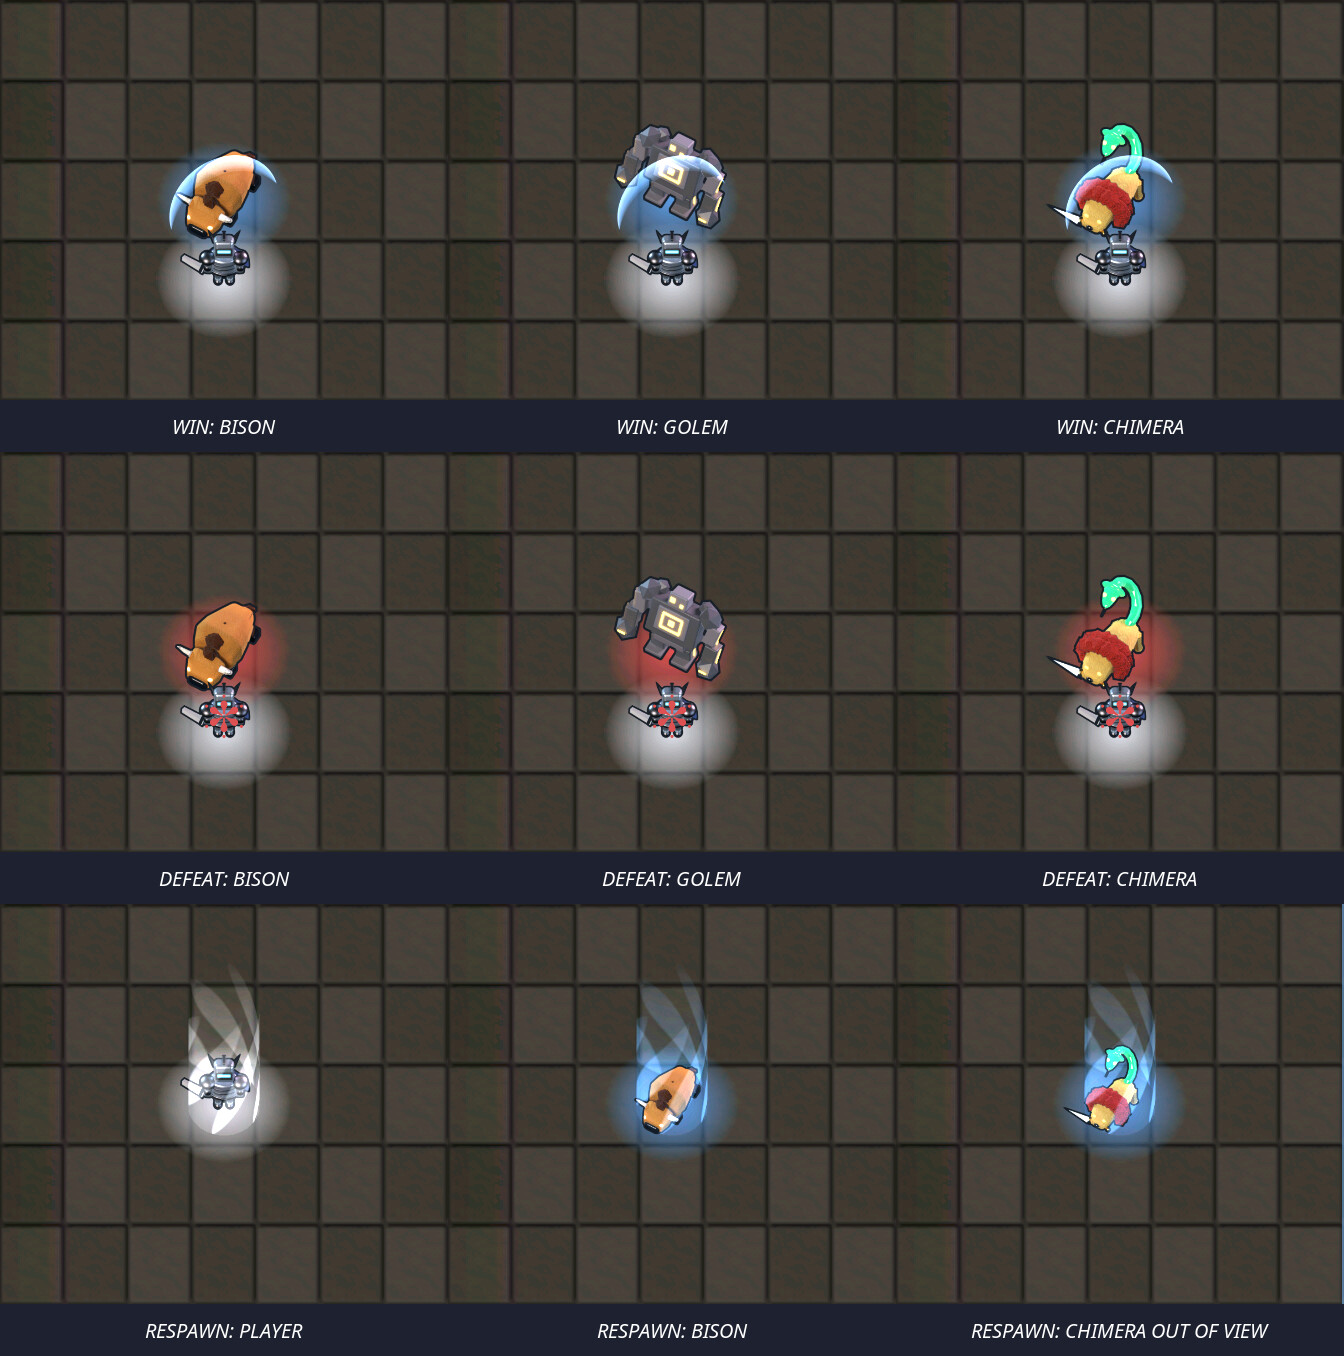 WIN: BISON
WIN: GOLEM
WIN: CHIMERA
DEFEAT: BISON
DEFEAT: GOLEM
DEFEAT: CHIMERA
RESPAWN: PLAYER
RESPAWN: BISON
RESPAWN: CHIMERA OUT OF VIEW